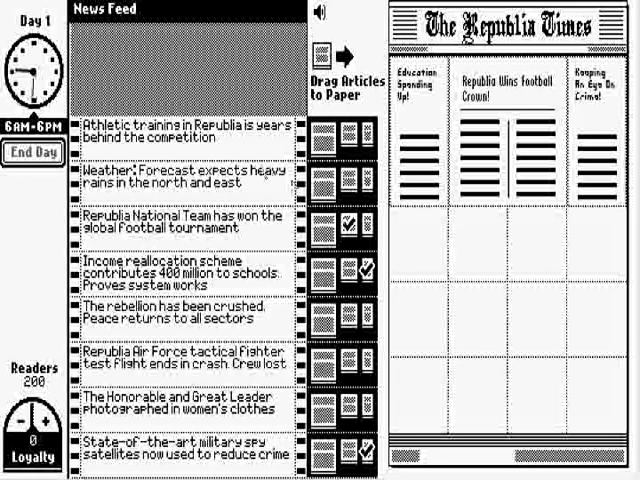 Day 1
6AM-6PM
End Day
Readers
200
0
Loyalty
News Feed
Athletic training in Republia is years
behind the competition
Weather: Forecast expects heavy
rains in the north and east
Republia National Team has won the
global football tournament
Income reallocation scheme
contributes 400 million to schools.
Proves system works
The rebellion has been crushed.
Peace returns to all sectors
Republia Air Force tactical fighter
test flight ends in crash. Crew lost
The Honorable and Great Leader
photographed in women's clothes
State-of-the-art military spy
satellites now used to reduce crime
Drag Articles
to Paper
The Republia Times
Education
Spending
Up!
Republia Wins Football
Crown!
Keeping
An Eye On
Crime!